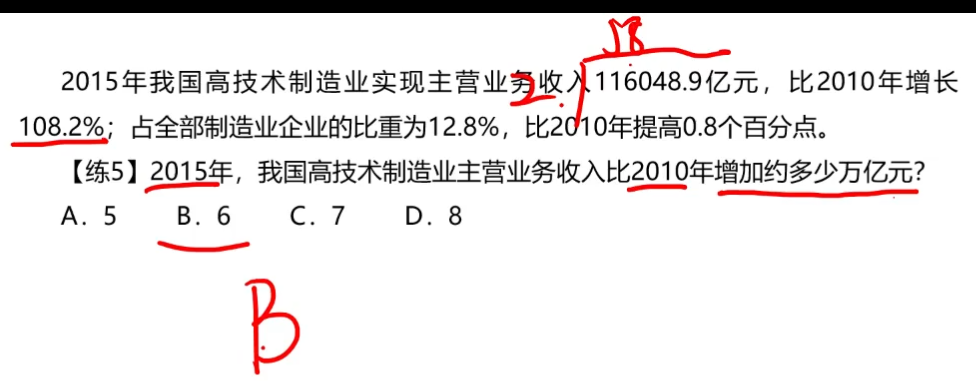 58
2015年我国高技术制造业实现主营业务收入116048.9亿元，比2010年增长
2.
108.2%；占全部制造业企业的比重为12.8%，比2010年提高0.8个百分点。
【练5】2015年，我国高技术制造业主营业务收入比2010年增加约多少万亿元？
A．5 B．6 C．7 D．8
B